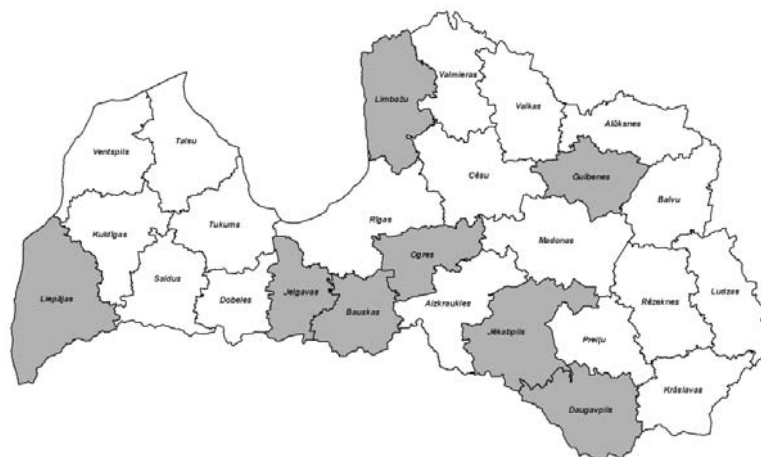 Limbažu
Valmieras
Valkas
Alūksnes
Ventspils
Talsu
Cēsu
Gulbenes
Balvu
Kuldīgas
Tukums
Rīgas
Madonas
Ogres
Liepājas
Saldus
Dobeles
Jelgavas
Bauskas
Aizkraukles
Rēzeknes
Ludzas
Jēkabpils
Preiļu
Krāslavas
Daugavpils